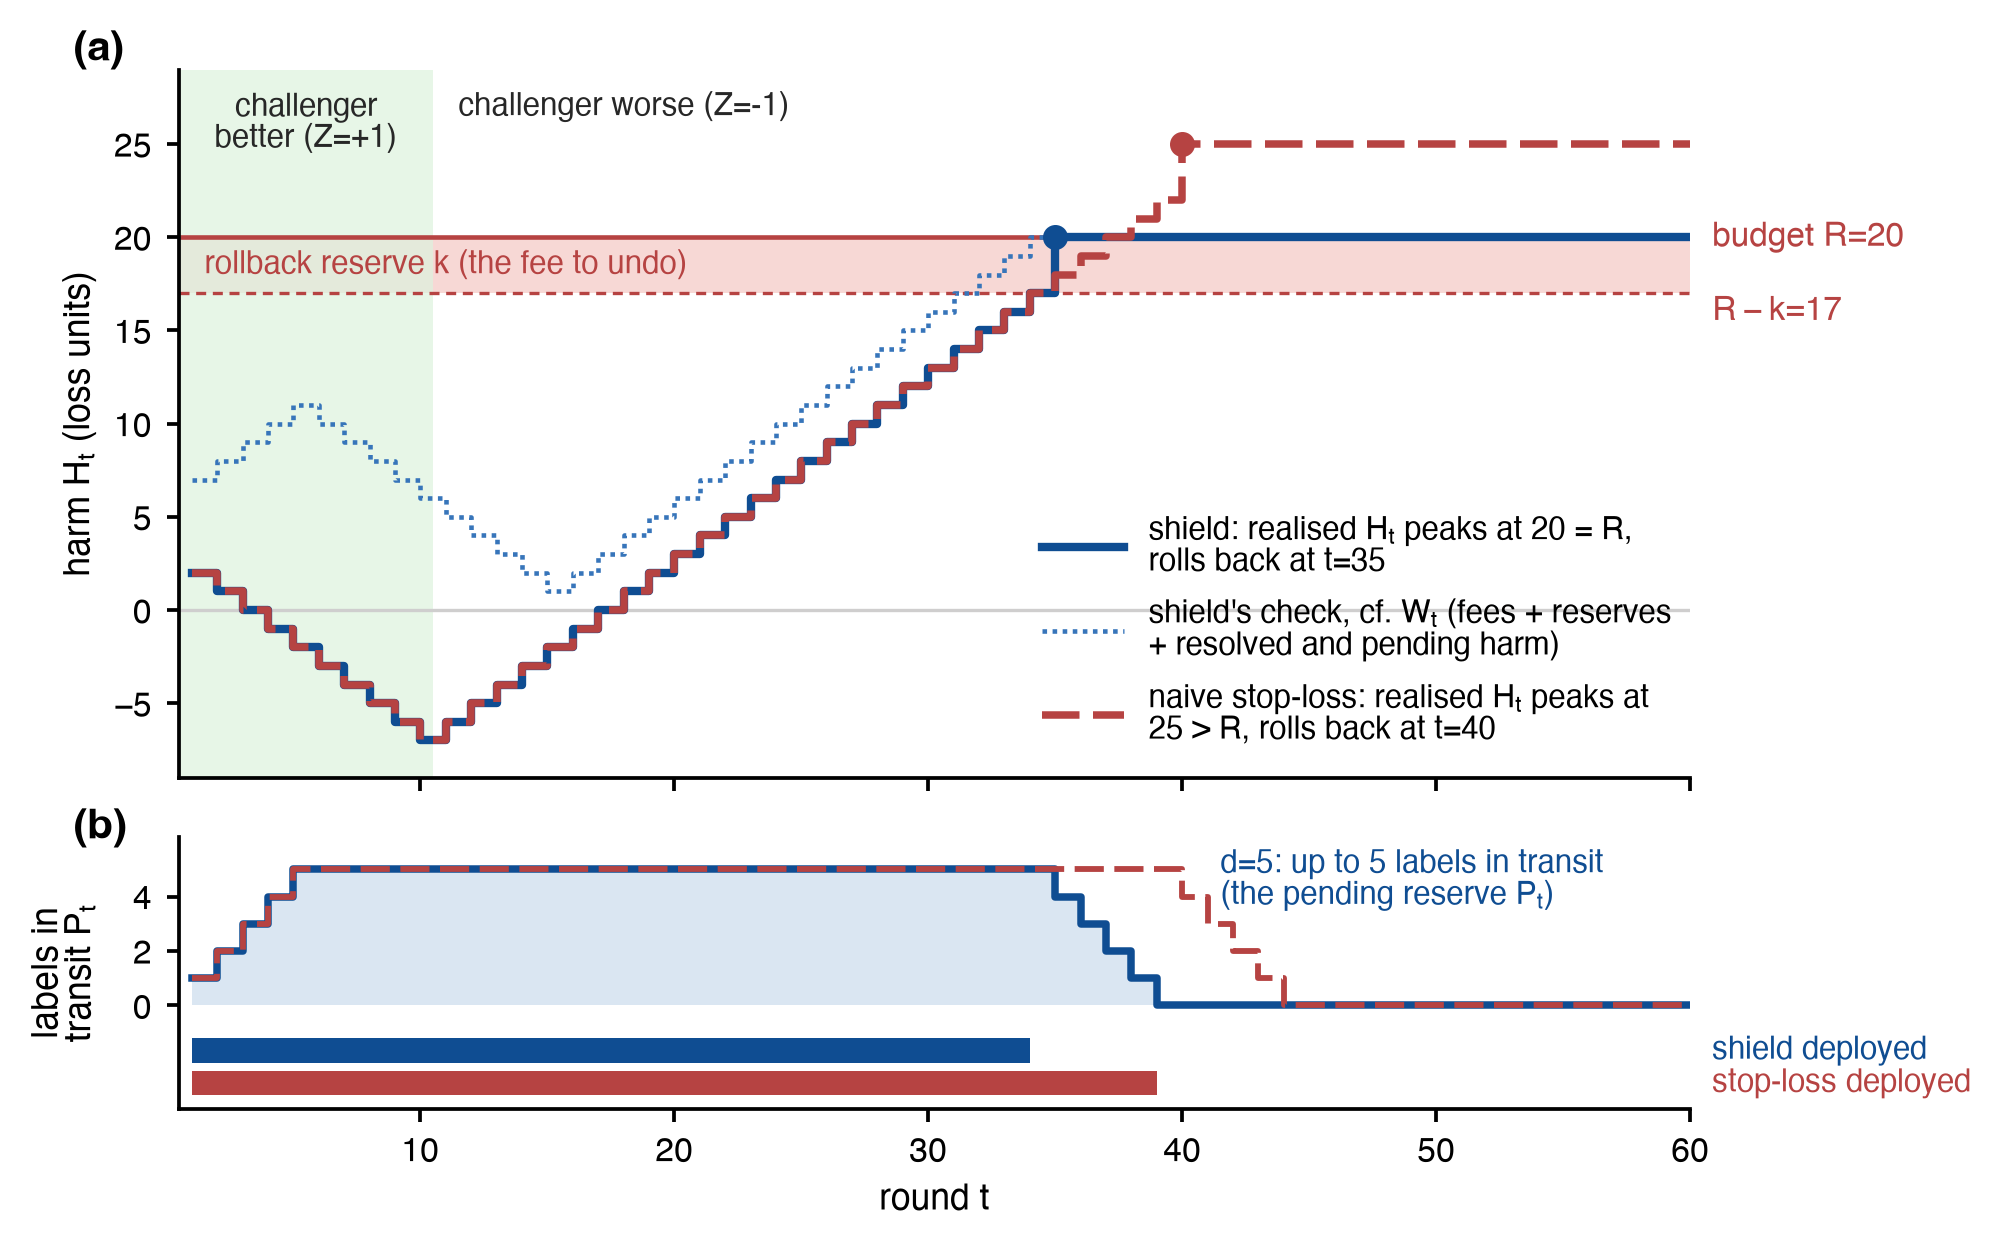 (a)
challenger
better (Z=+1)
challenger worse (Z=-1)
25
20
15
10
5
0
−5
harm Hₜ (loss units)
rollback reserve k (the fee to undo)
budget R=20
R − k=17
shield: realised Hₜ peaks at 20 = R,
rolls back at t=35
shield's check, cf. Wₜ (fees + reserves
+ resolved and pending harm)
naive stop-loss: realised Hₜ peaks at
25 > R, rolls back at t=40
(b)
d=5: up to 5 labels in transit
(the pending reserve Pₜ)
4
2
0
labels in
transit Pₜ
shield deployed
stop-loss deployed
10
20
30
40
50
60
round t